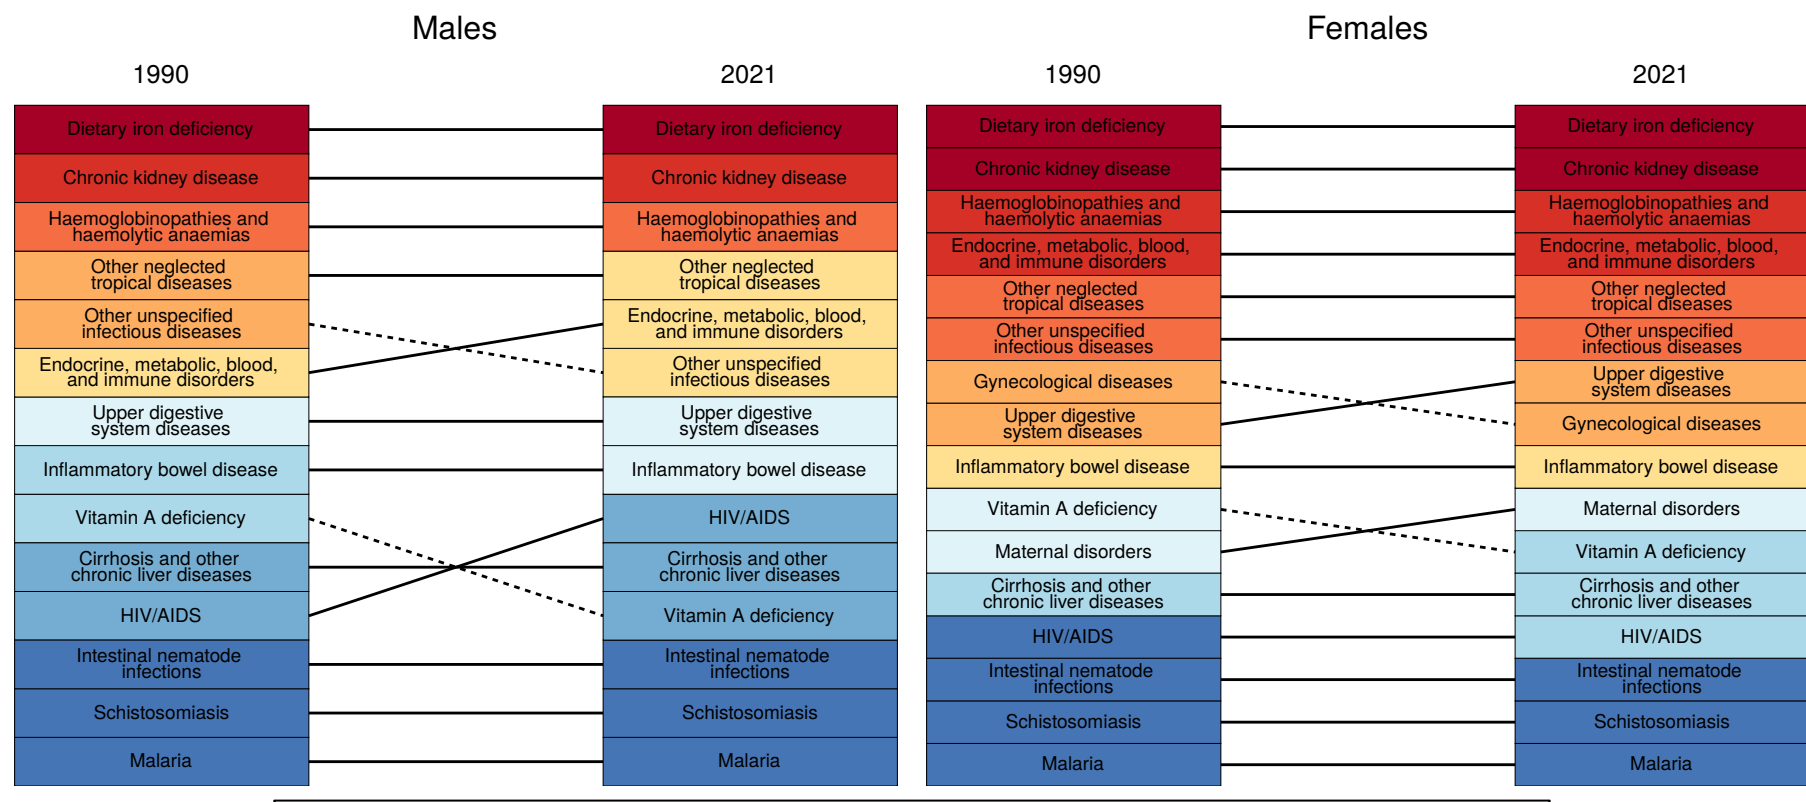 Males
1990
2021
Dietary iron deficiency
Chronic kidney disease
Haemoglobinopathies and
haemolytic anaemias
Other neglected
tropical diseases
Other unspecified
infectious diseases
Endocrine, metabolic, blood,
and immune disorders
Upper digestive
system diseases
Inflammatory bowel disease
Vitamin A deficiency
Cirrhosis and other
chronic liver diseases
HIV/AIDS
Intestinal nematode
infections
Schistosomiasis
Malaria
Dietary iron deficiency
Chronic kidney disease
Haemoglobinopathies and
haemolytic anaemias
Other neglected
tropical diseases
Endocrine, metabolic, blood,
and immune disorders
Other unspecified
infectious diseases
Upper digestive
system diseases
Inflammatory bowel disease
HIV/AIDS
Cirrhosis and other
chronic liver diseases
Vitamin A deficiency
Intestinal nematode
infections
Schistosomiasis
Malaria
Females
1990
2021
Dietary iron deficiency
Chronic kidney disease
Haemoglobinopathies and
haemolytic anaemias
Endocrine, metabolic, blood,
and immune disorders
Other neglected
tropical diseases
Other unspecified
infectious diseases
Gynecological diseases
Upper digestive
system diseases
Inflammatory bowel disease
Vitamin A deficiency
Maternal disorders
Cirrhosis and other
chronic liver diseases
HIV/AIDS
Intestinal nematode
infections
Schistosomiasis
Malaria
Dietary iron deficiency
Chronic kidney disease
Haemoglobinopathies and
haemolytic anaemias
Endocrine, metabolic, blood,
and immune disorders
Other neglected
tropical diseases
Other unspecified
infectious diseases
Upper digestive
system diseases
Gynecological diseases
Inflammatory bowel disease
Maternal disorders
Vitamin A deficiency
Cirrhosis and other
chronic liver diseases
HIV/AIDS
Intestinal nematode
infections
Schistosomiasis
Malaria